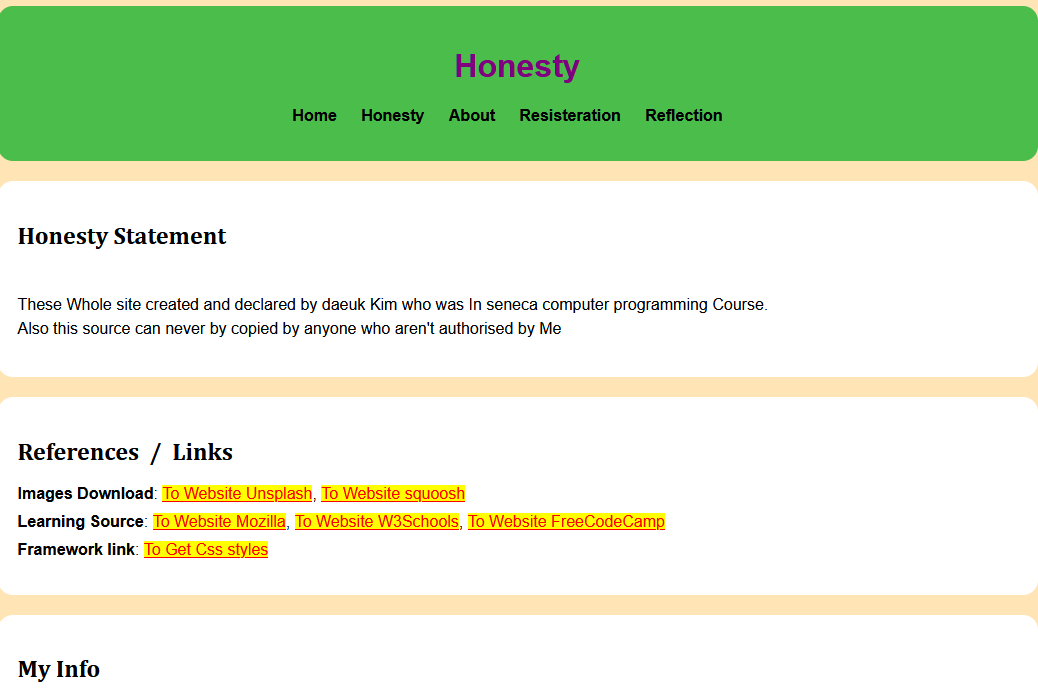 Honesty
Home Honesty About Resisteration Reflection
Honesty Statement
These Whole site created and declared by daeuk Kim who was In seneca computer programming Course.
Also this source can never by copied by anyone who aren't authorised by Me
References / Links
Images Download: To Website Unsplash, To Website squoosh
Learning Source: To Website Mozilla, To Website W3Schools, To Website FreeCodeCamp
Framework link: To Get Css styles
My Info